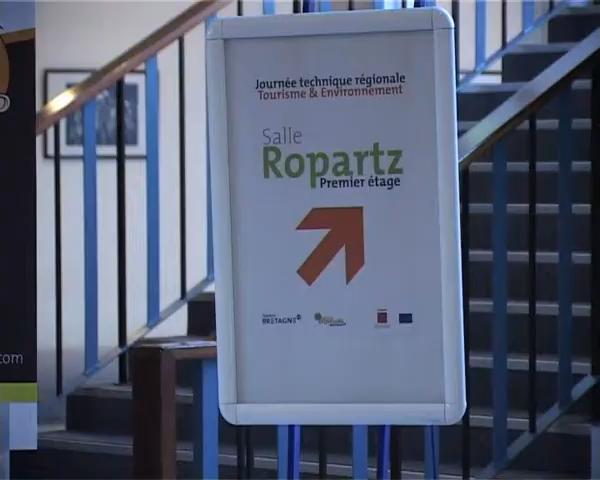 Journée technique régionale
Tourisme & Environnement
Salle
Ropartz
Premier étage
BRETAGNE
com